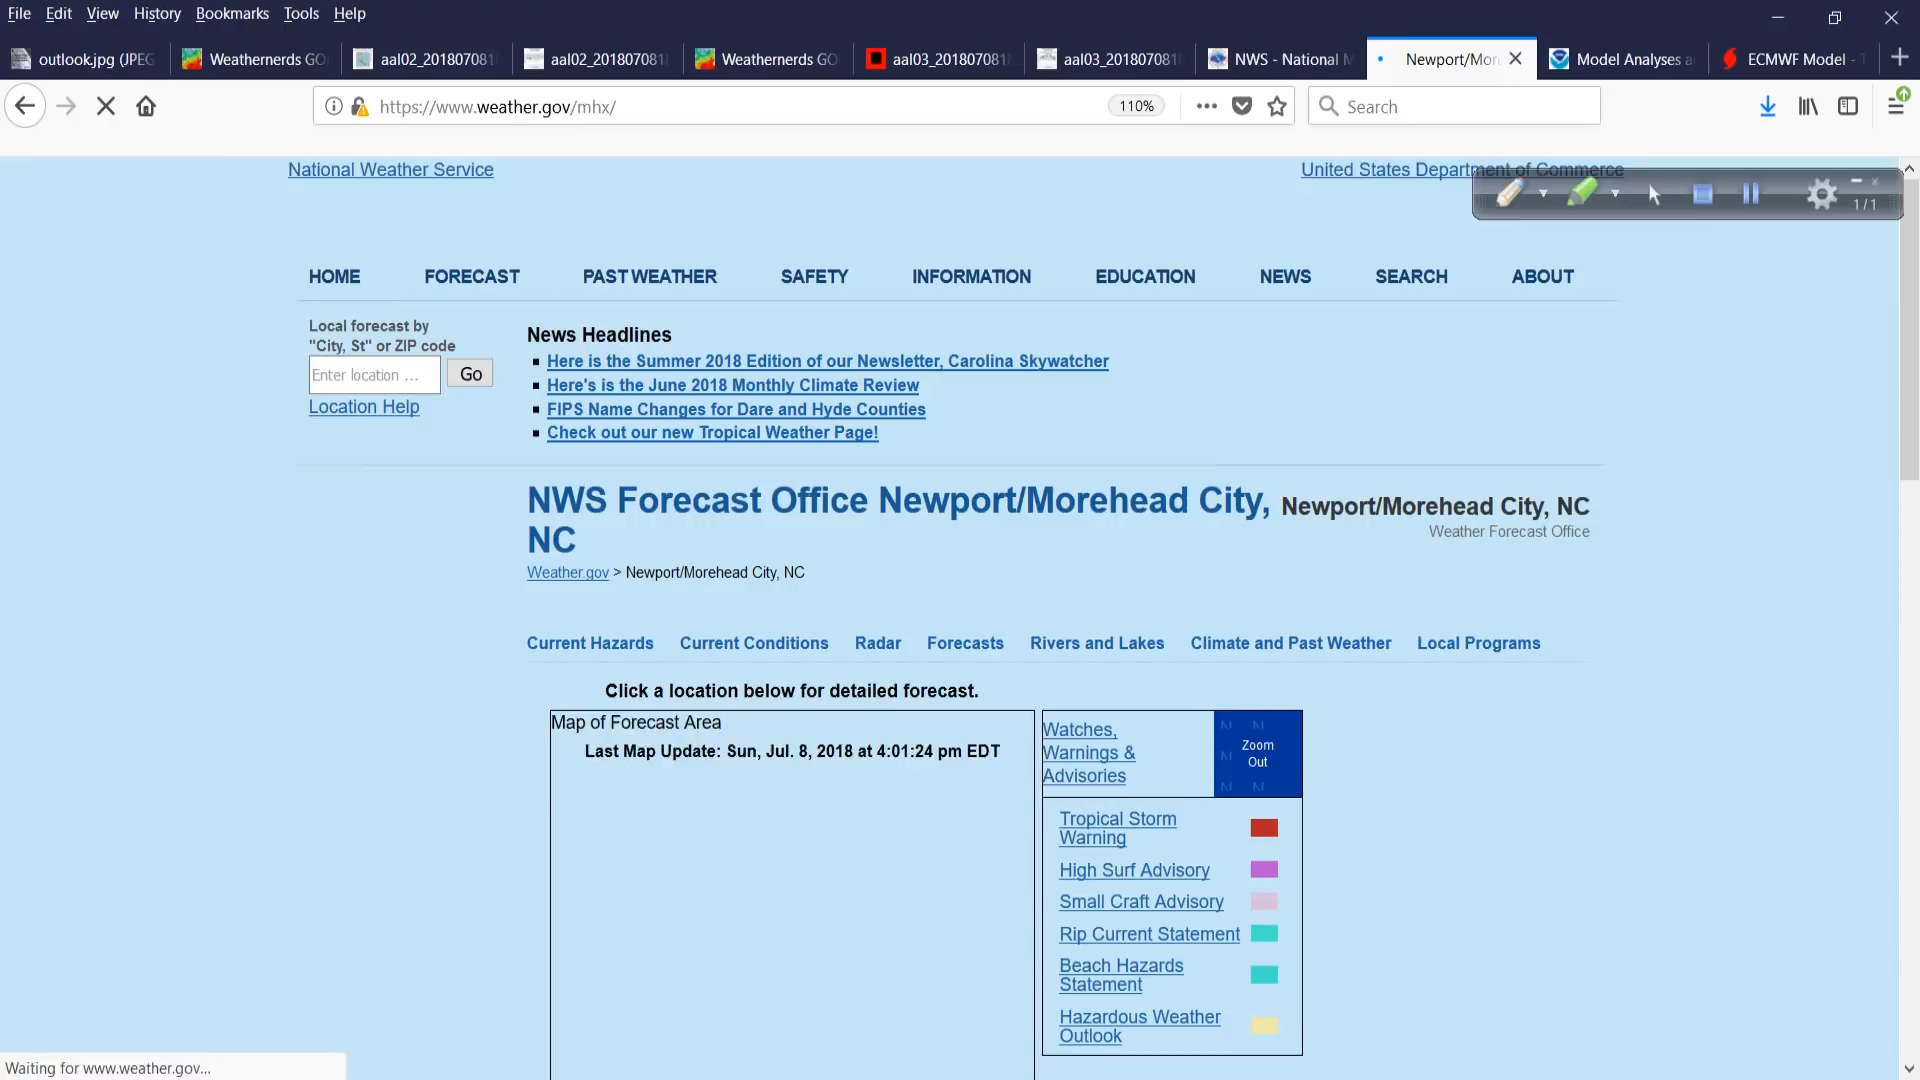 File Edit View History Bookmarks Tools Help
outlook.jpg (JPEG
Weathernerds GO
aal02_201807081
aal02_201807081
Weathernerds GO
aal03_201807081
aal03_201807081
NWS - National
Newport/Mor
Model Analyses a
ECMWF Model -
https://www.weather.gov/mhx/
110%
Search
National Weather Service
United States Department of Commerce
1/1
HOME FORECAST PAST WEATHER SAFETY INFORMATION EDUCATION NEWS SEARCH ABOUT
Local forecast by
"City, St" or ZIP code
Enter location ...
Go
Location Help
News Headlines
Here is the Summer 2018 Edition of our Newsletter, Carolina Skywatcher
Here's is the June 2018 Monthly Climate Review
FIPS Name Changes for Dare and Hyde Counties
Check out our new Tropical Weather Page!
NWS Forecast Office Newport/Morehead City,
NC
Newport/Morehead City, NC
Weather Forecast Office
Weather.gov > Newport/Morehead City, NC
Current Hazards Current Conditions Radar Forecasts Rivers and Lakes Climate and Past Weather Local Programs
Click a location below for detailed forecast.
Map of Forecast Area
Last Map Update: Sun, Jul. 8, 2018 at 4:01:24 pm EDT
Watches,
Warnings &
Advisories
Zoom
Out
Tropical Storm
Warning
High Surf Advisory
Small Craft Advisory
Rip Current Statement
Beach Hazards
Statement
Hazardous Weather
Outlook
Waiting for www.weather.gov...